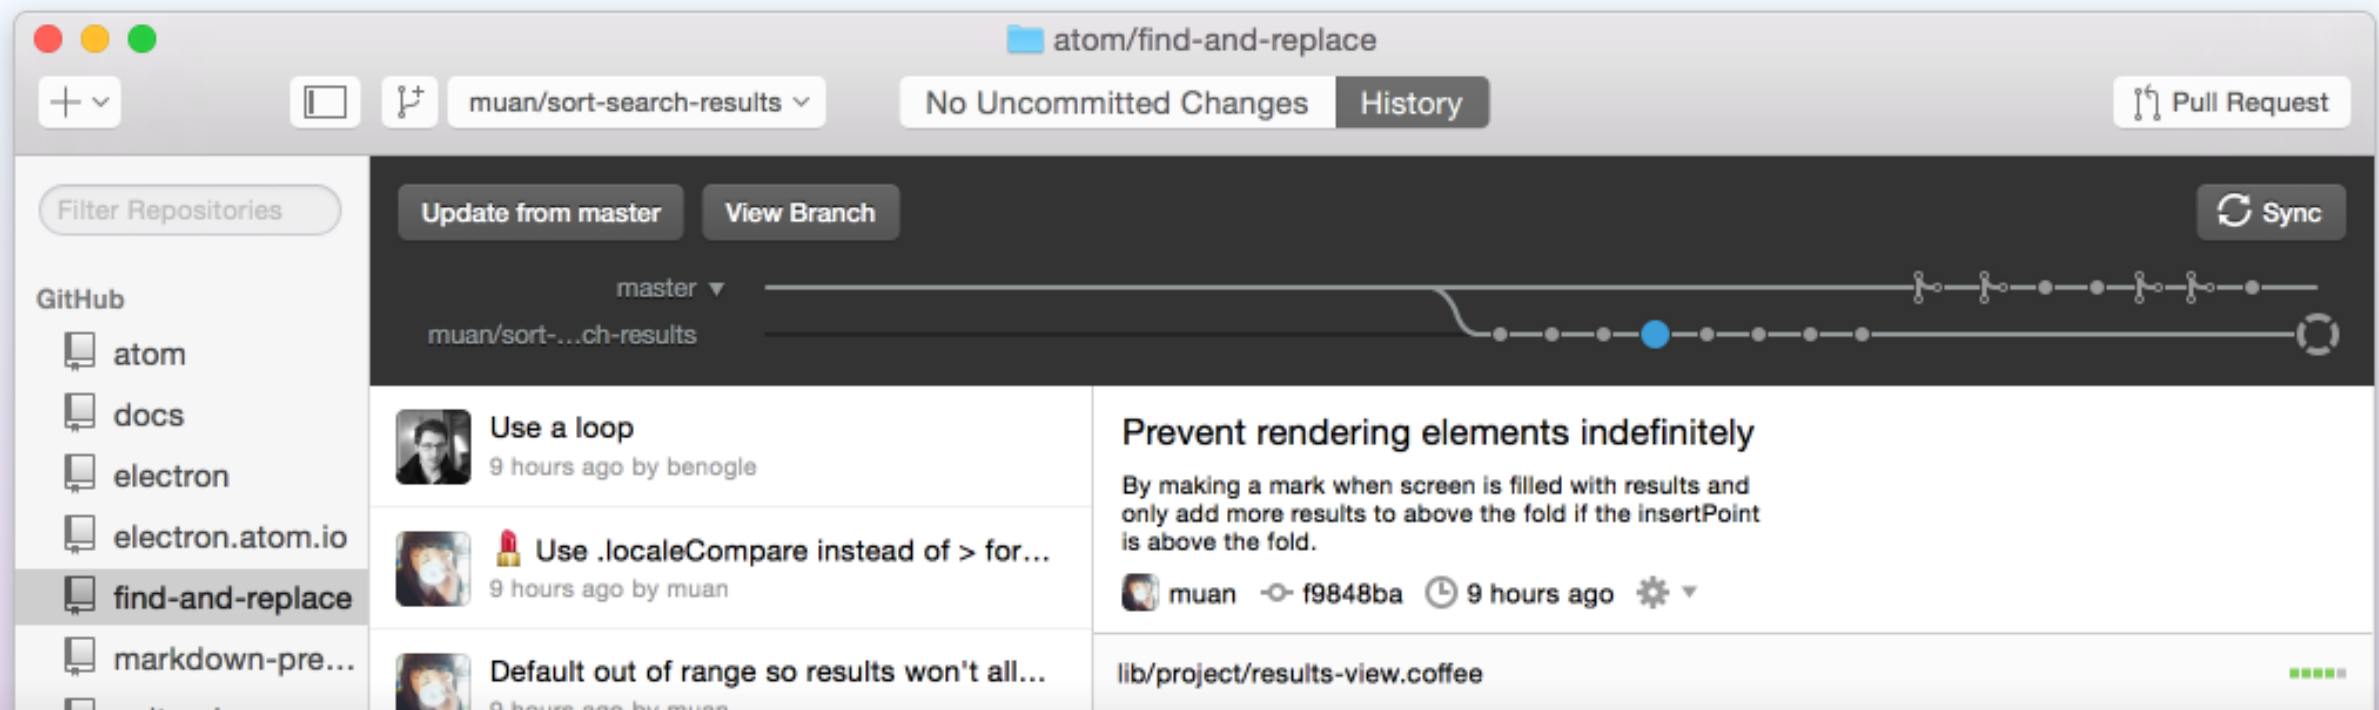 atom/find-and-replace
muan/sort-search-results
No Uncommitted Changes
History
Pull Request
Filter Repositories
Update from master
View Branch
Sync
master
muan/sort-...ch-results
GitHub
atom
docs
electron
electron.atom.io
find-and-replace
markdown-pre...
Use a loop
9 hours ago by benogle
Use .localeCompare instead of > for...
9 hours ago by muan
Default out of range so results won't all...
9 hours ago by muan
Prevent rendering elements indefinitely
By making a mark when screen is filled with results and
only add more results to above the fold if the insertPoint
is above the fold.
muan f9848ba 9 hours ago
lib/project/results-view.coffee